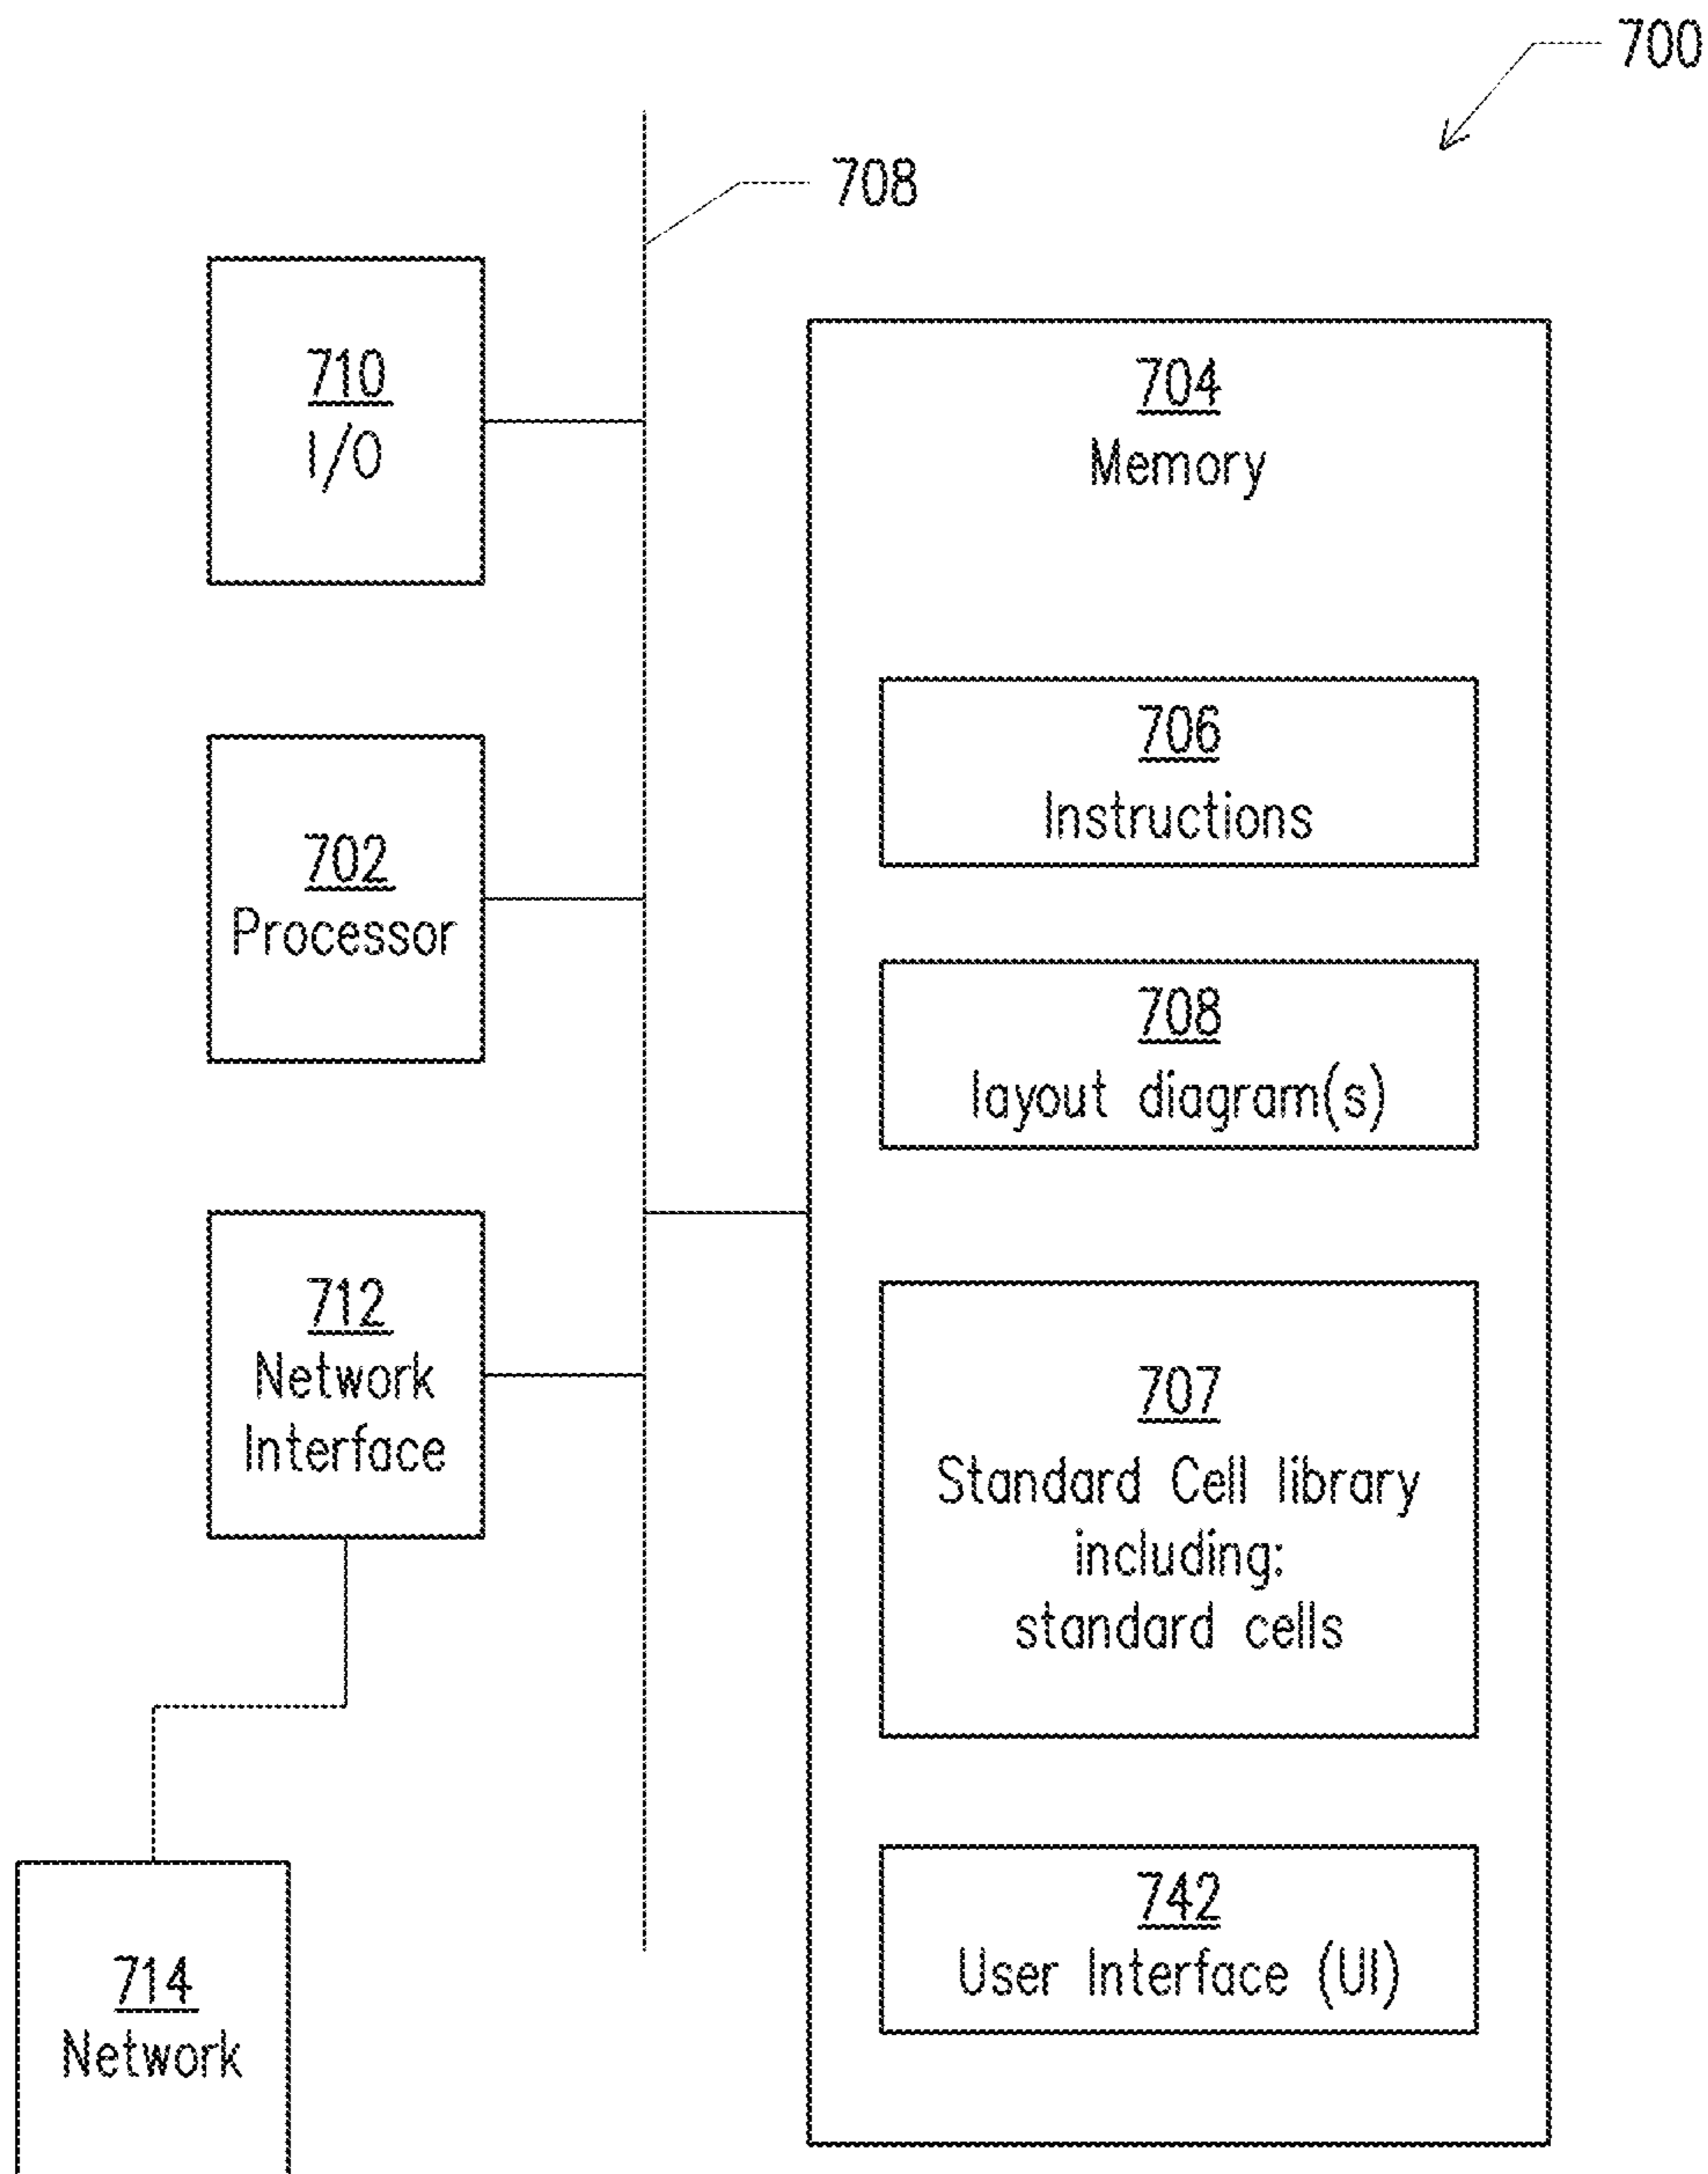 700
708
710
I/O
704
Memory
706
Instructions
702
Processor
708
layout diagram(s)
712
Network
Interface
707
Standard Cell library
including:
standard cells
742
User Interface (UI)
714
Network